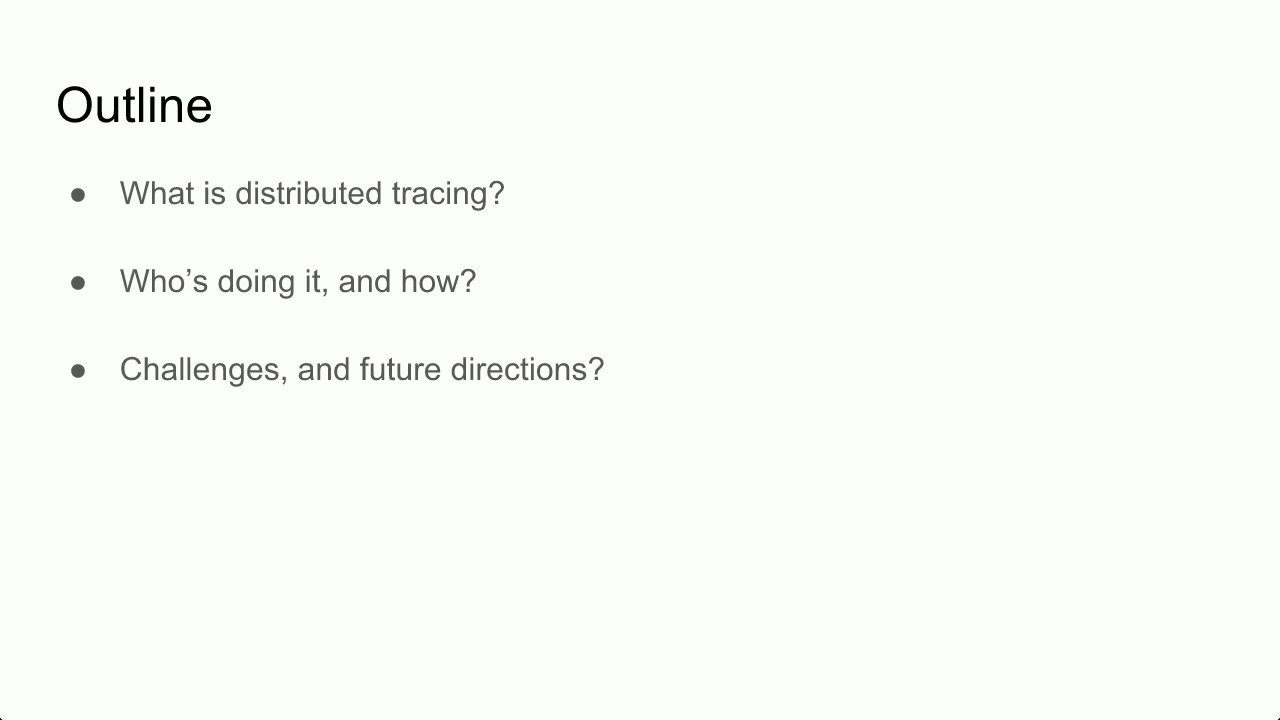 Outline
● What is distributed tracing?
● Who’s doing it, and how?
● Challenges, and future directions?